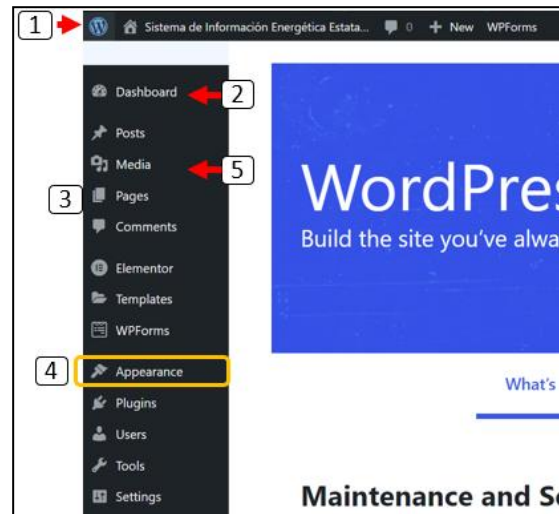 1
Sistema de Información Energética Estata... 0 + New WPForms
Dashboard
2
Posts
Media
5
3
Pages
Comments
Elementor
Templates
WPForms
4
Appearance
Plugins
Users
Tools
Settings
WordPres
Build the site you've alwa
What's
Maintenance and Se